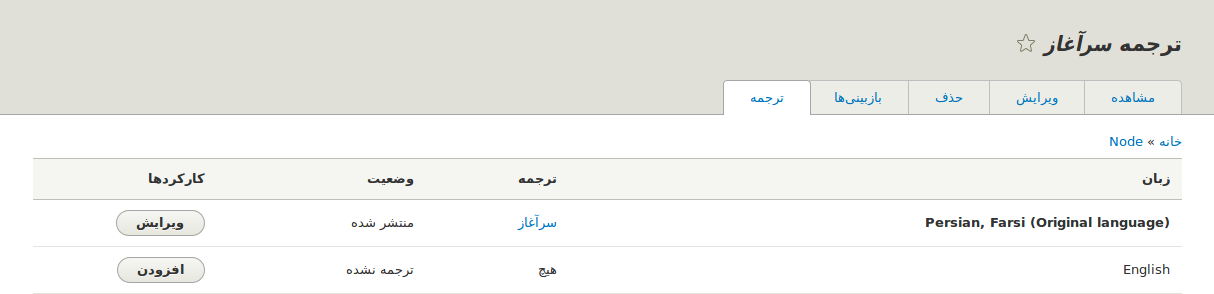 ترجمه سرآغاز
مشاهده ویرایش حذف بازبینی‌ها ترجمه
خانه » Node
زبان ترجمه وضعیت کارکردها
Persian, Farsi (Original language) سرآغاز منتشر شده ویرایش
English هیچ ترجمه نشده افزودن